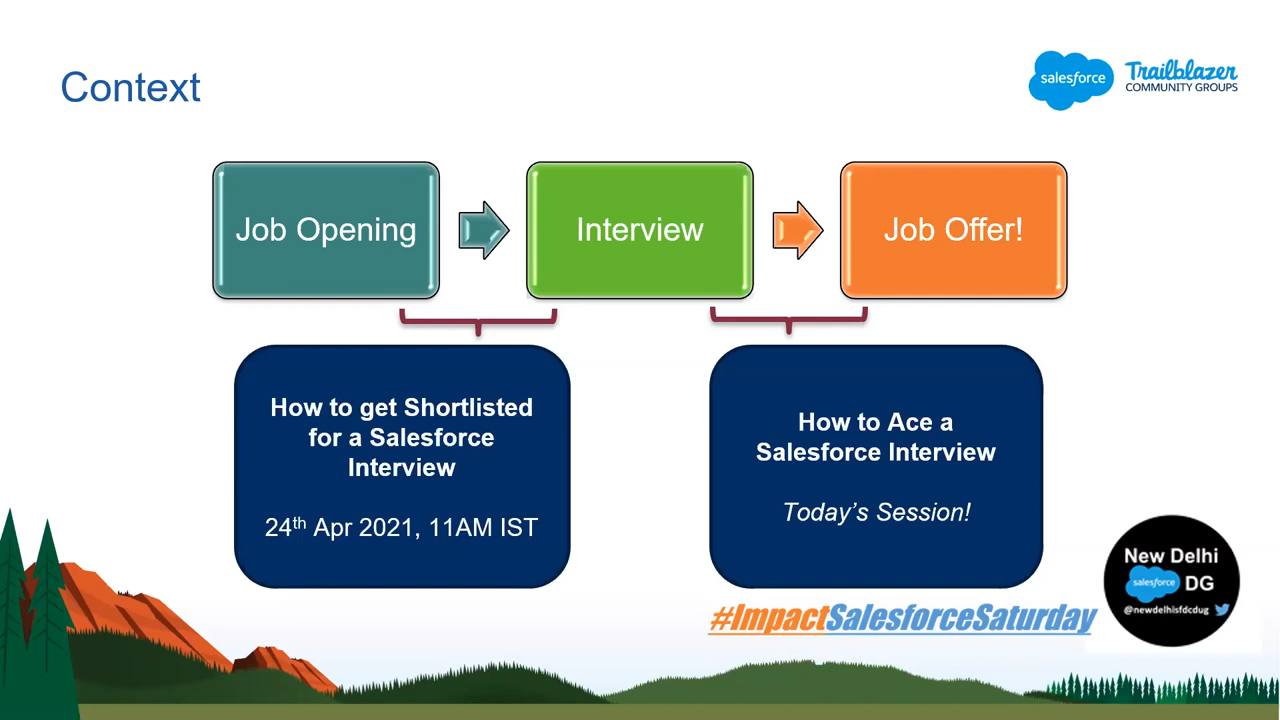 Context
salesforce
Trailblazer
COMMUNITY GROUPS
Job Opening
Interview
Job Offer!
How to get Shortlisted
for a Salesforce
Interview
24th Apr 2021, 11AM IST
How to Ace a
Salesforce Interview
Today's Session!
New Delhi
salesforce DG
@newdelhisfdcdug
#ImpactSalesforceSaturday